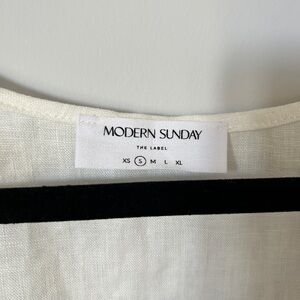 MODERN SUNDAY
THE LABEL
XS S M L XL